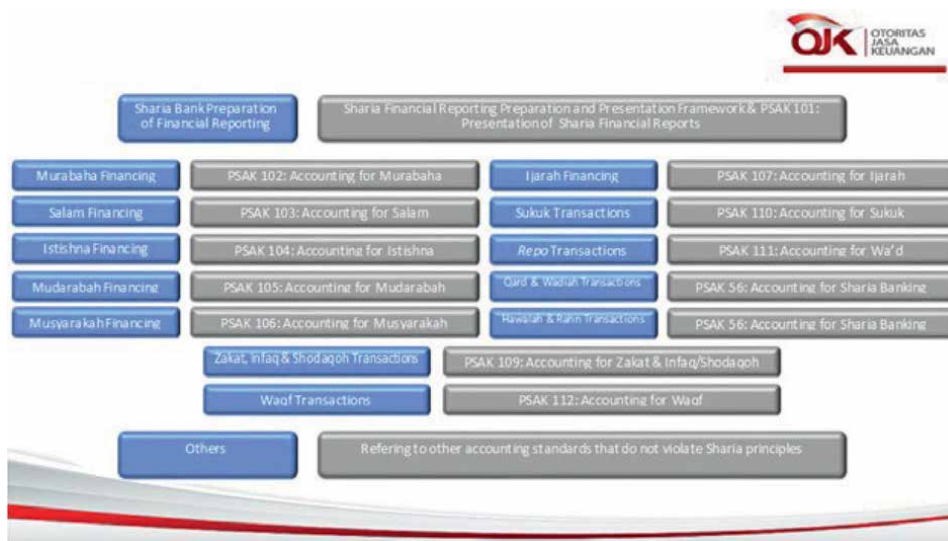 OJK
OTORITAS
JASA
KEUANGAN
Sharia Bank Preparation
of Financial Reporting
Sharia Financial Reporting Preparation and Presentation Framework & PSAK 101:
Presentation of Sharia Financial Reports
Murabaha Financing
PSAK 102: Accounting for Murabaha
Ijarah Financing
PSAK 107: Accounting for Ijarah
Salam Financing
PSAK 103: Accounting for Salam
Sukuk Transactions
PSAK 110: Accounting for Sukuk
Istishna Financing
PSAK 104: Accounting for Istishna
Repo Transactions
PSAK 111: Accounting for Wa'd
Mudarabah Financing
PSAK 105: Accounting for Mudarabah
Qard & Wadiah Transactions
PSAK 56: Accounting for Sharia Banking
Musyarakah Financing
PSAK 106: Accounting for Musyarakah
Hawalah & Rahn Transactions
PSAK 56: Accounting for Sharia Banking
Zakat, Infaq & Shodaqoh Transactions
PSAK 109: Accounting for Zakat & Infaq/Shodaqoh
Waqf Transactions
PSAK 112: Accounting for Waqf
Others
Refering to other accounting standards that do not violate Sharia principles